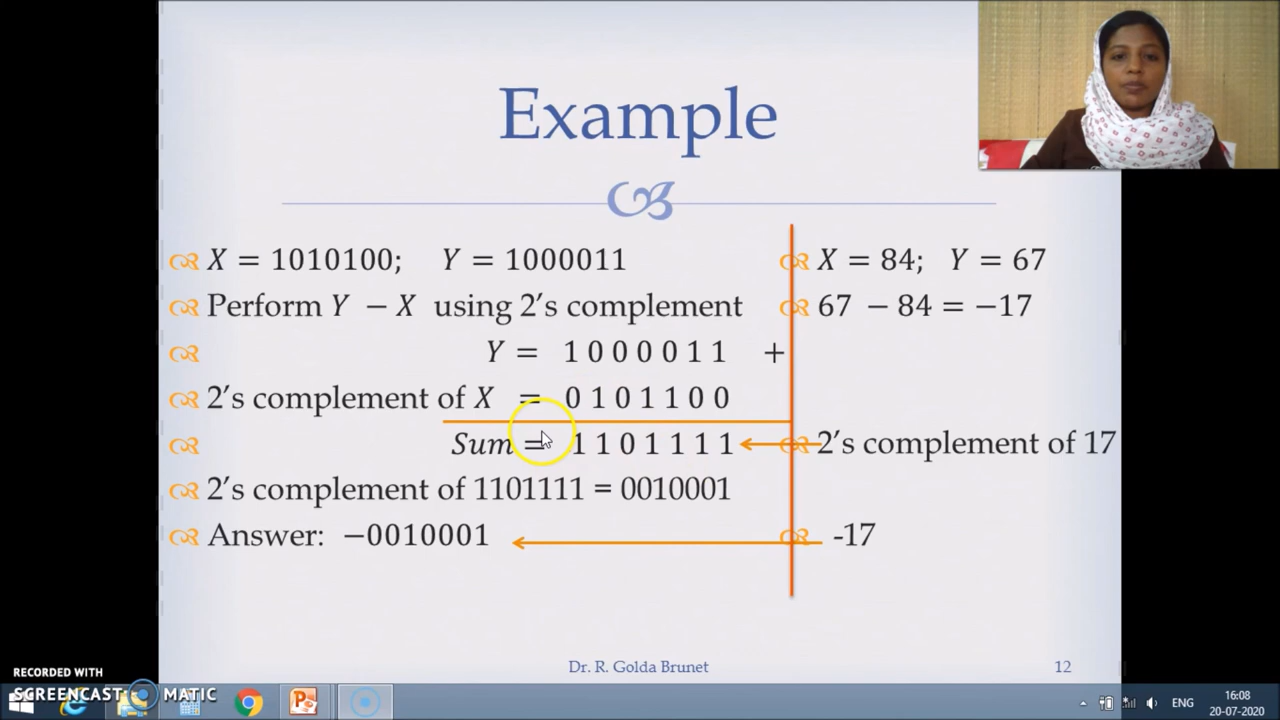 Example
X = 1010100; Y = 1000011
X = 84; Y = 67
Perform Y − X using 2's complement
67 − 84 = −17
Y = 1 0 0 0 0 1 1 +
2's complement of X = 0 1 0 1 1 0 0
Sum = 1 1 0 1 1 1 1
2's complement of 17
2's complement of 1101111 = 0010001
Answer: −0010001
-17
Dr. R. Golda Brunet
12
RECORDED WITH
SCREENCAST MATIC
ENG
16:08
20-07-2020